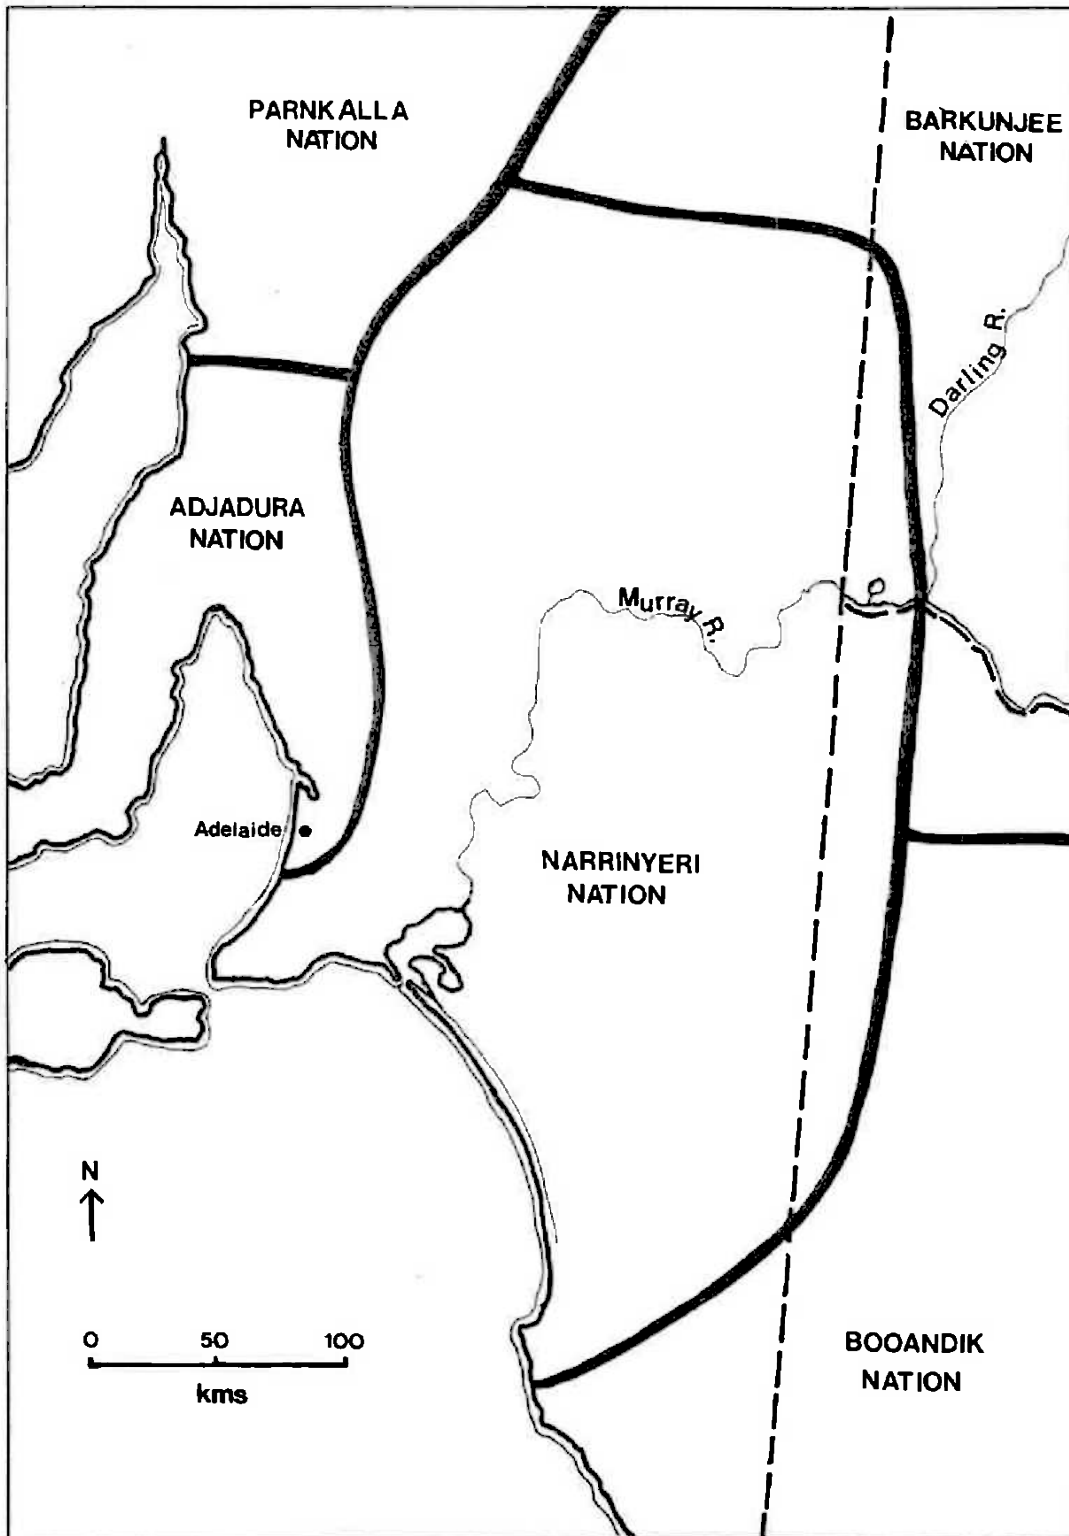 PARNKALLA
NATION
BARKUNJEE
NATION
Darling R.
ADJADURA
NATION
Murray R.
Adelaide
NARRINYERI
NATION
N
0 50 100
kms
BOOANDIK
NATION